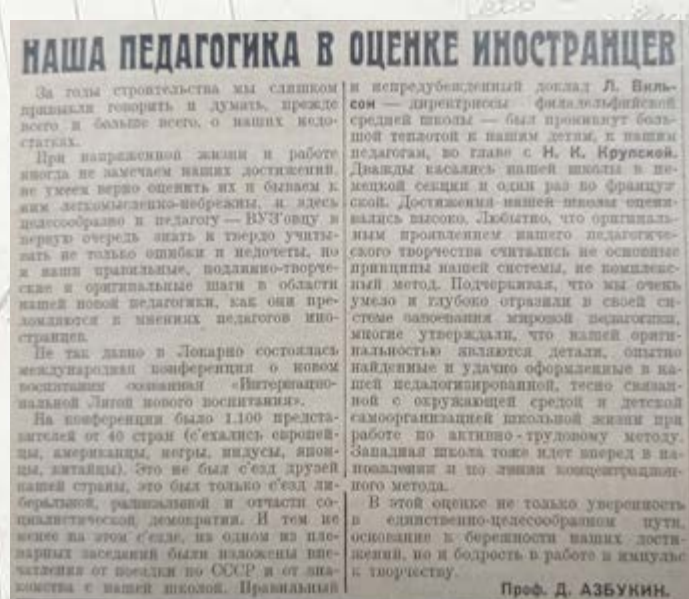 НАША ПЕДАГОГИКА В ОЦЕНКЕ ИНОСТРАНЦЕВ
За годы строительства мы слишком
привыкли говорить и думать, прежде
всего и больше всего, о наших недо-
статках.
При напряженной жизни и работе
иногда не замечаем наших достижений,
не умеем верно оценить их и бываем к
ним легкомысленно-небрежны, и здесь
целесообразно и педагогу — ВУЗ'овцу в
первую очередь знать и твердо учиты-
вать не только ошибки и недочеты, но
и наши правильные, подлинно-творче-
ские и оригинальные шаги в области
нашей новой педагогики, как они пре-
ломляются в мнениях педагогов ино-
странцев.
Не так давно в Локарно состоялась
международная конференция о новом
воспитании созванная «Интернацио-
нальной Лигой нового воспитания».
На конференции было 1.100 предста-
вителей от 40 стран (с'ехались европей-
цы, американцы, негры, индусы, япон-
цы, китайцы). Это не был с'езд друзей
нашей страны, это был только с'езд ли-
беральной, радикальной и отчасти со-
циалистической, демократии. И тем не
менее на этом с'езде, на одном из пле-
нарных заседаний были изложены впе-
чатления от поездки по СССР и от зна-
комства с нашей школой. Правильный
и непредубежденный доклад Л. Виль-
сон — директриссы филадельфийской
средней школы — был проникнут боль-
шой теплотой к нашим детям, к нашим
педагогам, во главе с Н. К. Крупской.
Дважды касались нашей школы в не-
мецкой секции и один раз во француз-
ской. Достижения нашей школы оцени-
вались высоко. Любытно, что оригиналь-
ным проявлением нашего педагогиче-
ского творчества считались не основные
принципы нашей системы, не комплекс-
ный метод. Подчеркивая, что мы очень
умело и глубоко отразили в своей си-
стеме завоевания мировой педагогики,
многие утверждали, что нашей ориги-
нальностью являются детали, опытно
найденные и удачно оформленные в на-
шей педалогизированной, тесно связан-
ной с окружающей средой и детской
самоорганизацией школьной жизни при
работе по активно-трудовому методу.
Западная школа тоже идет вперед в на-
правлении и по линии концентрацион-
ного метода.
В этой оценке не только уверенность
в единственно-целесообразном пути,
основание к бережности наших дости-
жений, но и бодрость в работе и импульс
к творчеству.
Проф. Д. АЗБУКИН.